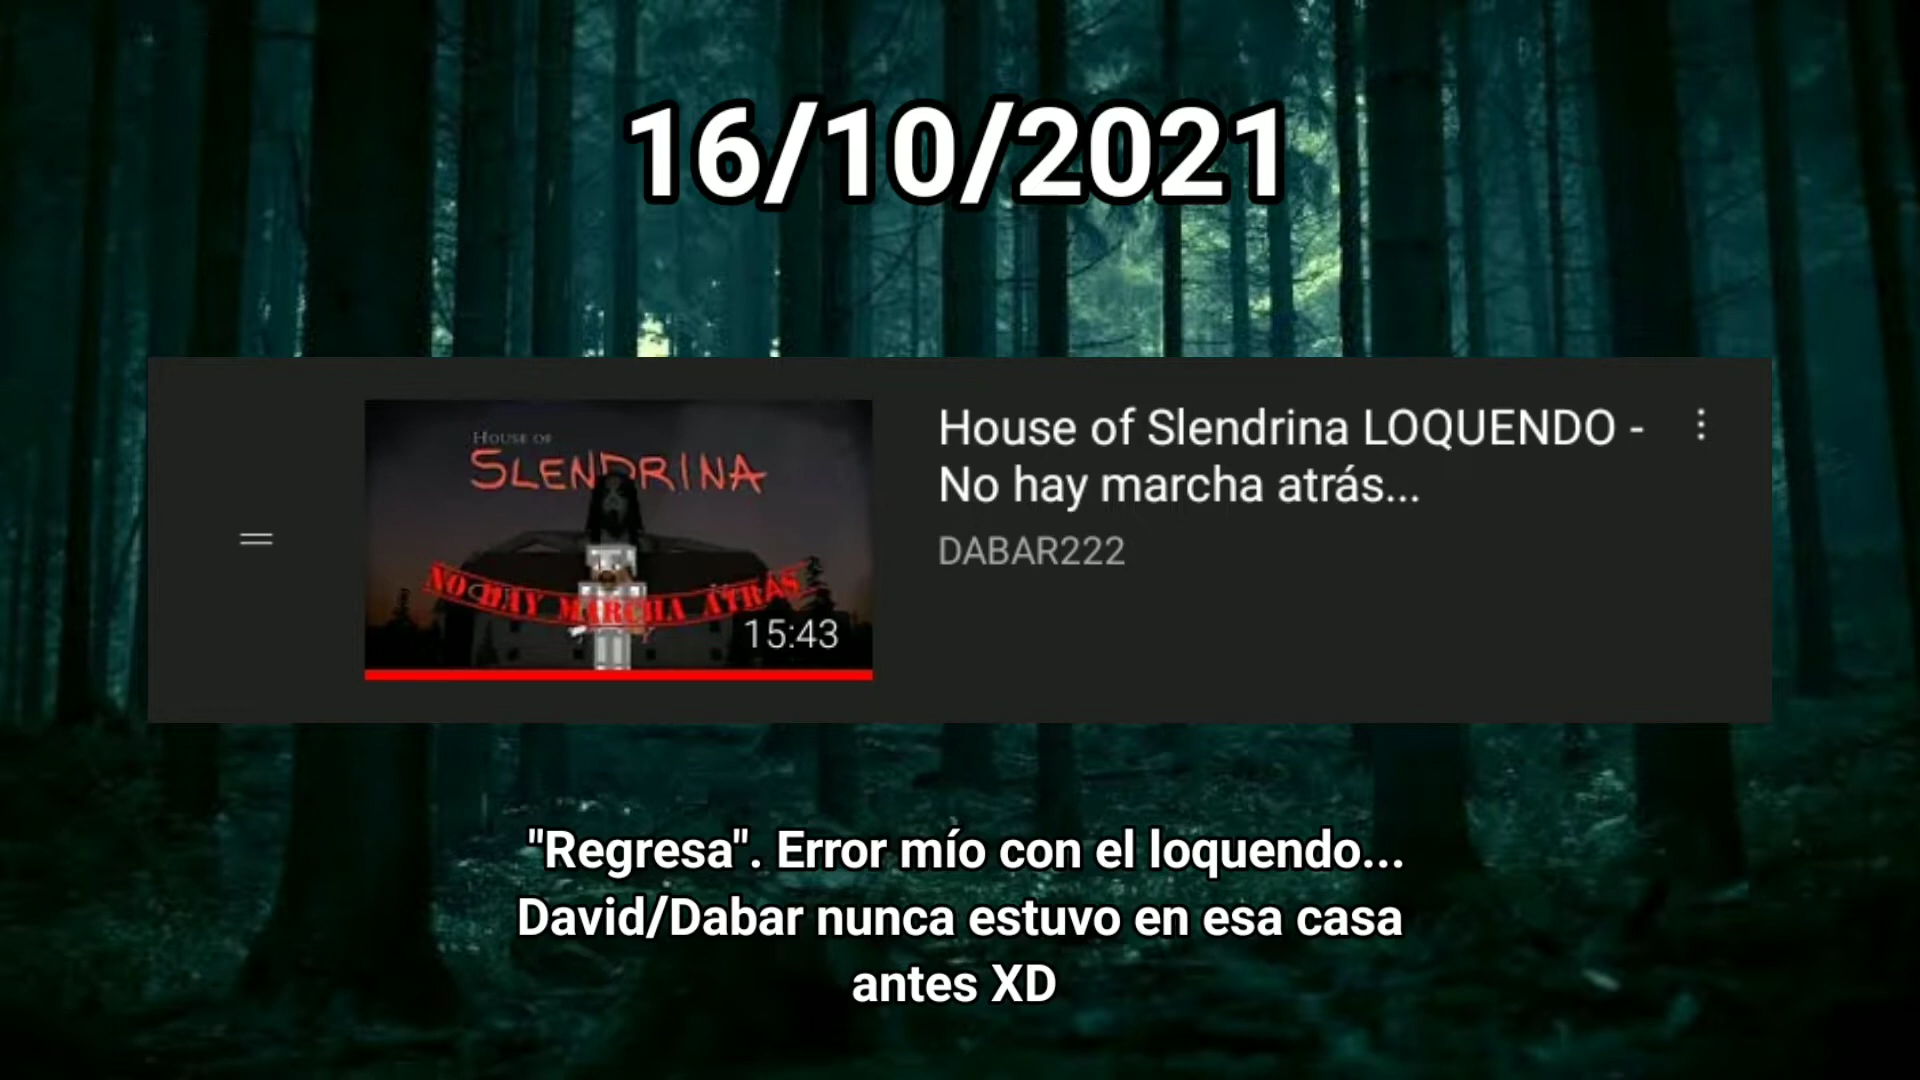 16/10/2021
HOUSE OF
SLENDRINA
NO HAY MARCHA ATRÁS
15:43
House of Slendrina LOQUENDO -
No hay marcha atrás...
DABAR222
"Regresa". Error mío con el loquendo...
David/Dabar nunca estuvo en esa casa
antes XD